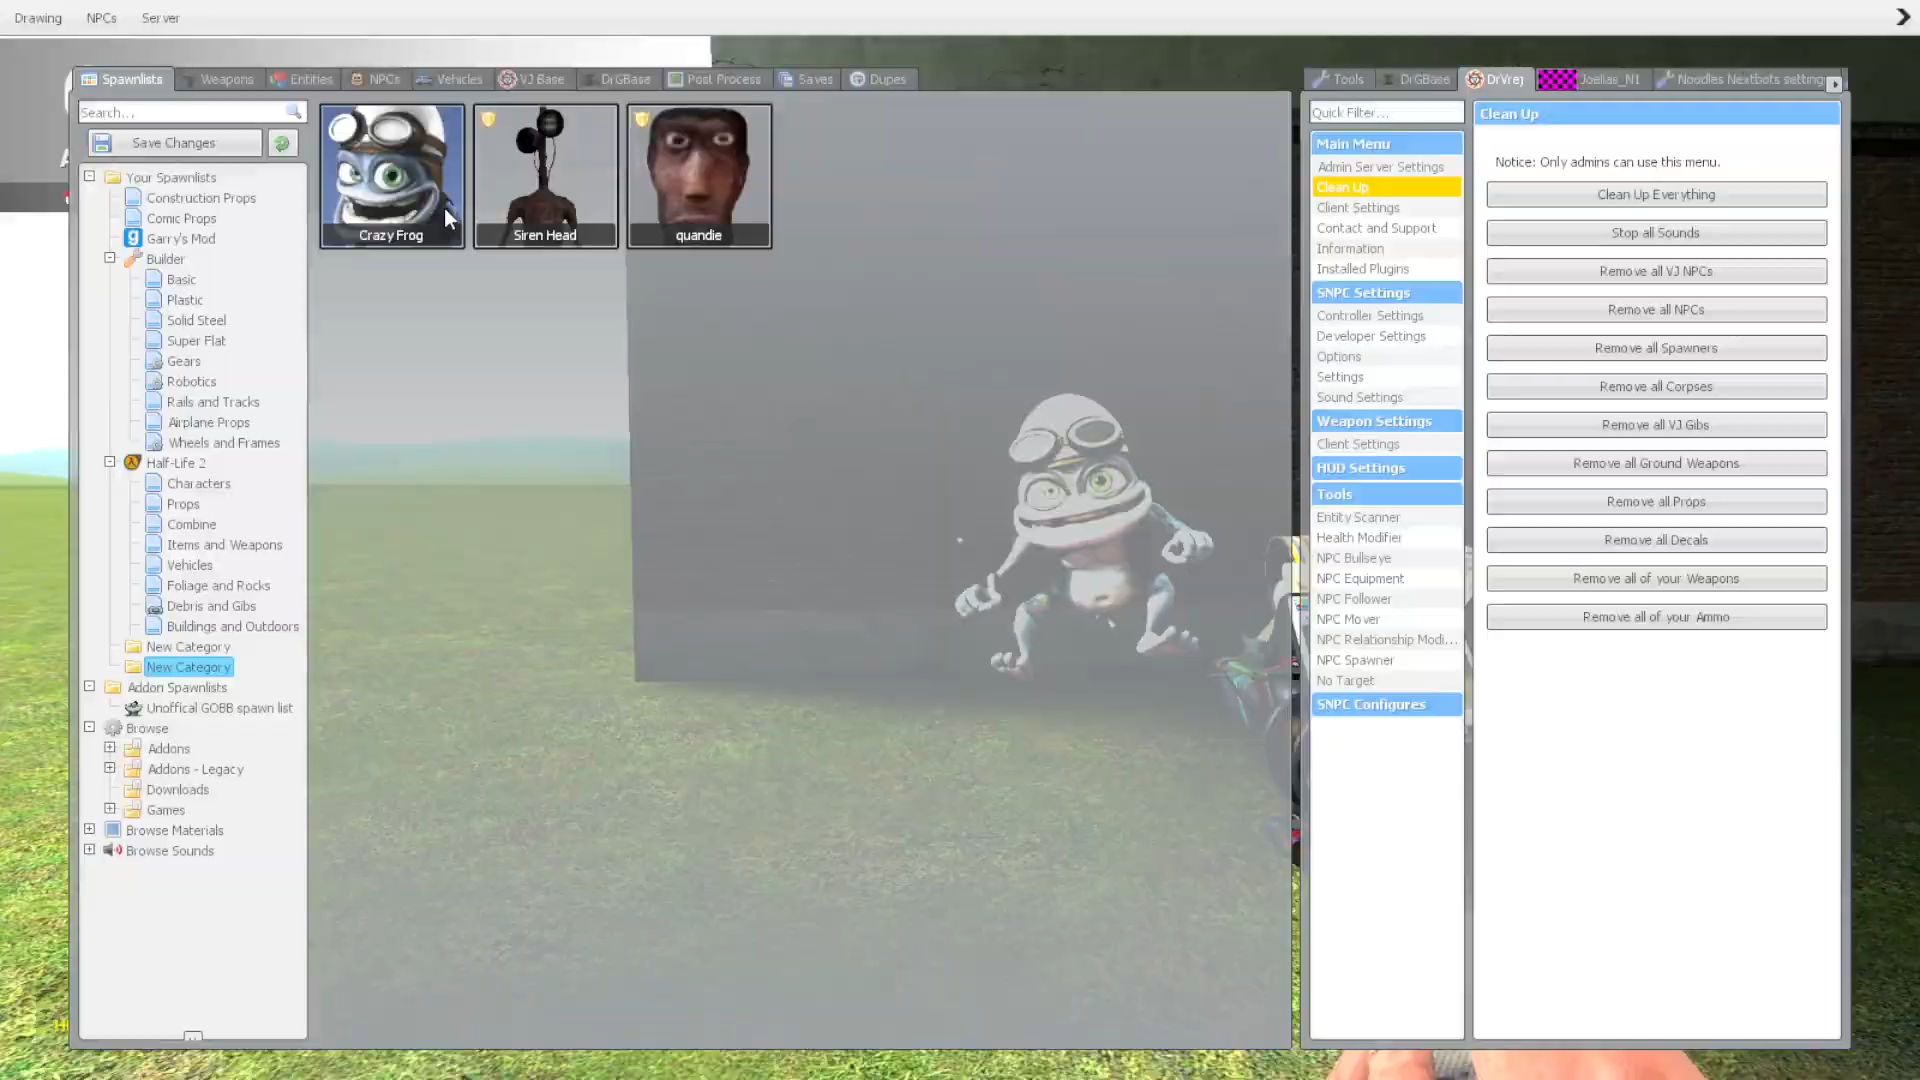 Drawing NPCs Server
Spawnlists Weapons Entities NPCs Vehicles VJ Base DrGBase Post Process Saves Dupes
Search...
Save Changes
Your Spawnlists
Construction Props
Comic Props
Garry's Mod
Builder
Basic
Plastic
Solid Steel
Super Flat
Gears
Robotics
Rails and Tracks
Airplane Props
Wheels and Frames
Half-Life 2
Characters
Props
Combine
Items and Weapons
Vehicles
Foliage and Rocks
Debris and Gibs
Buildings and Outdoors
New Category
New Category
Addon Spawnlists
Unoffical GOBB spawn list
Browse
Addons
Addons - Legacy
Downloads
Games
Browse Materials
Browse Sounds
Crazy Frog
Siren Head
quandie
Tools DrGBase DrVrej Joellas_N1 Noodles Nextbots setting
Quick Filter...
Main Menu
Admin Server Settings
Clean Up
Client Settings
Contact and Support
Information
Installed Plugins
SNPC Settings
Controller Settings
Developer Settings
Options
Settings
Sound Settings
Weapon Settings
Client Settings
HUD Settings
Tools
Entity Scanner
Health Modifier
NPC Bullseye
NPC Equipment
NPC Follower
NPC Mover
NPC Relationship Modi...
NPC Spawner
No Target
SNPC Configures
Clean Up
Notice: Only admins can use this menu.
Clean Up Everything
Stop all Sounds
Remove all VJ NPCs
Remove all NPCs
Remove all Spawners
Remove all Corpses
Remove all VJ Gibs
Remove all Ground Weapons
Remove all Props
Remove all Decals
Remove all of your Weapons
Remove all of your Ammo